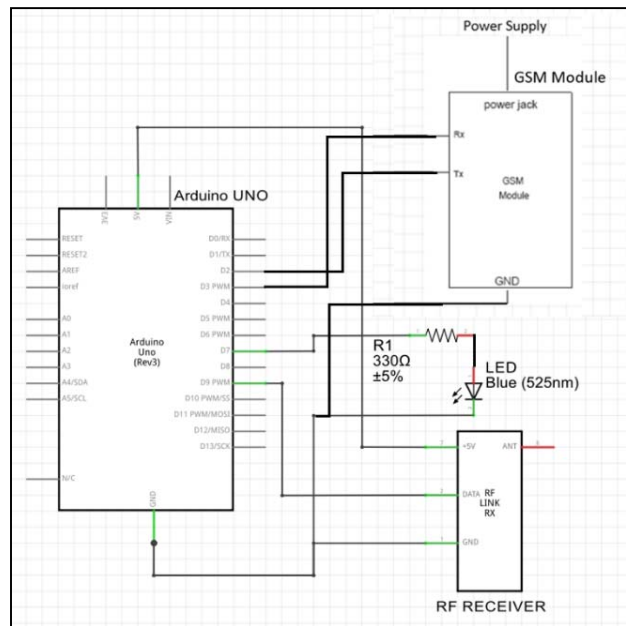 Power Supply
GSM Module
power jack
Rx
Tx
GSM
Module
GND
Arduino UNO
3V3
5V
VIN
RESET
RESET2
AREF
ioref
A0
A1
A2
A3
A4/SDA
A5/SCL
N/C
Arduino
Uno
(Rev3)
D0/RX
D1/TX
D2
D3 PWM
D4
D5 PWM
D6 PWM
D7
D8
D9 PWM
D10 PWM/SS
D11 PWM/MOSI
D12/MISO
D13/SCK
GND
R1
330Ω
±5%
LED
Blue (525nm)
+5V
ANT
DATA
RF
LINK
RX
GND
RF RECEIVER